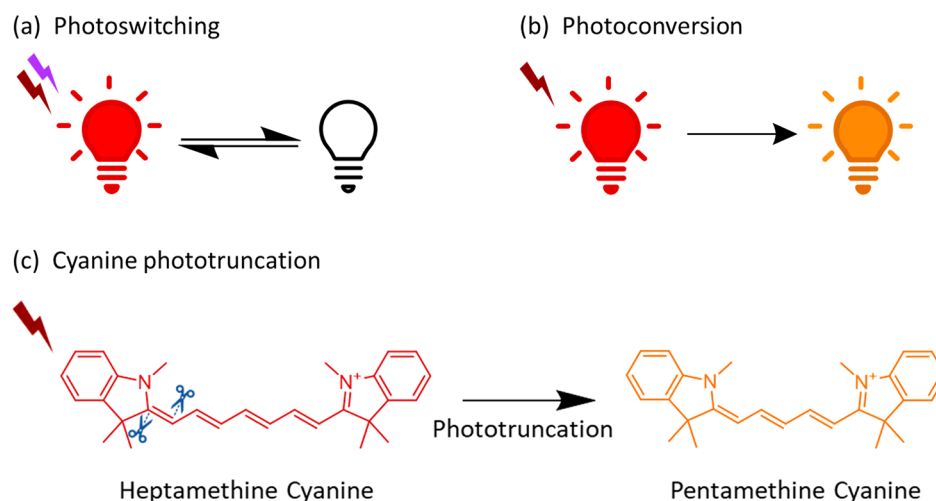 (a) Photoswitching
(b) Photoconversion
(c) Cyanine phototruncation
N
N+
Phototruncation
N
N+
Heptamethine Cyanine
Pentamethine Cyanine